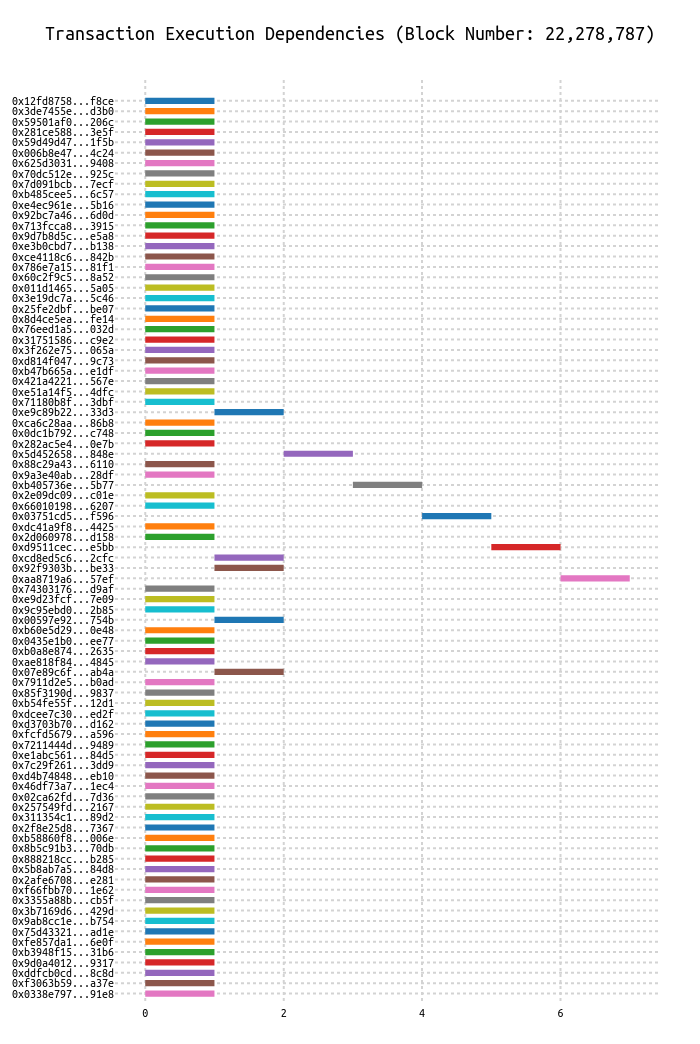 Transaction Execution Dependencies (Block Number: 22,278,787)
0x12fd8758...f8ce
0x3de7455e...d3b0
0x59501af0...206c
0x281ce588...3e5f
0x59d49d47...1f5b
0x006b8e47...4c24
0x625d3031...9408
0x70dc512e...925c
0x7d091bcb...7ecf
0xb485cee5...6c57
0xe4ec961e...5b16
0x92bc7a46...6d0d
0x713fcca8...3915
0x9d7b8d5c...e5a8
0xe3b0cbd7...b138
0xce4118c6...842b
0x786e7a15...81f1
0x60c2f9c5...8a52
0x011d1465...5a05
0x3e19dc7a...5c46
0x25fe2dbf...be07
0x8d4ce5ea...fe14
0x76eed1a5...032d
0x31751586...c9e2
0x3f262e75...065a
0xd814f047...9c73
0xb47b665a...e1df
0x421a4221...567e
0xe51a14f5...4dfc
0x71180b8f...3dbf
0xe9c89b22...33d3
0xca6c28aa...86b8
0x0dc1b792...c748
0x282ac5e4...0e7b
0x5d452658...848e
0x88c29a43...6110
0x9a3e40ab...28df
0xb405736e...5b77
0x2e09dc09...c01e
0x66010198...6207
0x03751cd5...f596
0xdc41a9f8...4425
0x2d060978...d158
0xd9511cec...e5bb
0xcd8ed5c6...2cfc
0x92f9303b...be33
0xaa8719a6...57ef
0x74303176...d9af
0xe9d23fcf...7e09
0x9c95ebd0...2b85
0x00597e92...754b
0xb60e5d29...0e48
0x0435e1b0...ee77
0xb0a8e874...2635
0xae818f84...4845
0x07e89c6f...ab4a
0x7911d2e5...b0ad
0x85f3190d...9837
0xb54fe55f...12d1
0xdcee7c30...ed2f
0xd3703b70...d162
0xfcfd5679...a596
0x7211444d...9489
0xe1abc561...84d5
0x7c29f261...3dd9
0xd4b74848...eb10
0x46df73a7...1ec4
0x02ca62fd...7d36
0x257549fd...2167
0x311354c1...89d2
0x2f8e25d8...7367
0xb58860f8...006e
0x8b5c91b3...70db
0x888218cc...b285
0x5b8ab7a5...84d8
0x2afe6708...e281
0xf66fbb70...1e62
0x3355a88b...cb5f
0x3b7169d6...429d
0x9ab8cc1e...b754
0x75d43321...ad1e
0xfe857da1...6e0f
0xb3948f15...31b6
0x9d0a4012...9317
0xddfcb0cd...8c8d
0xf3063b59...a37e
0x0338e797...91e8
0 2 4 6